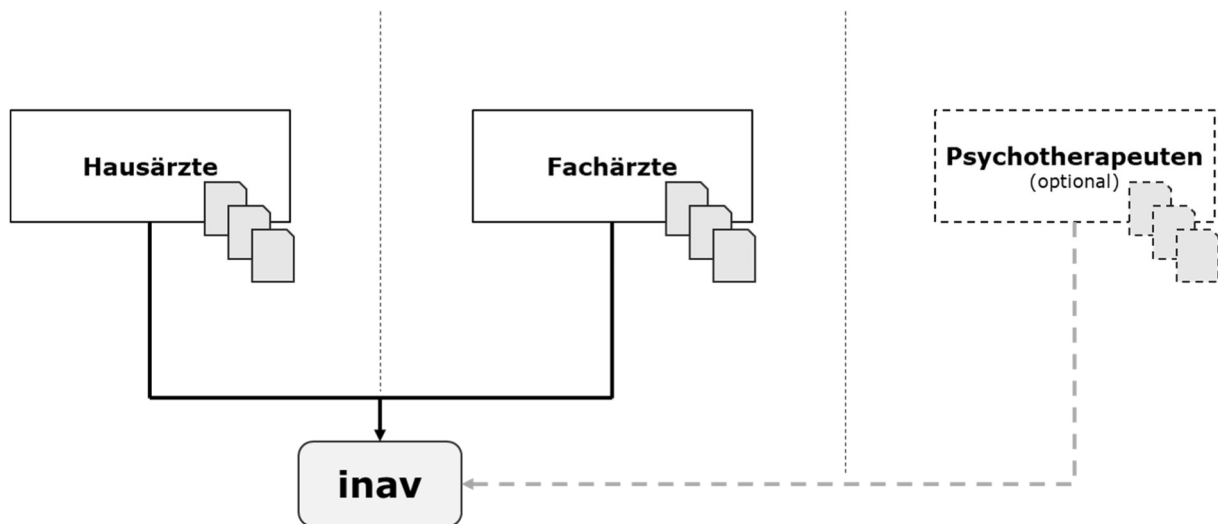 Hausärzte
Fachärzte
Psychotherapeuten
(optional)
inav